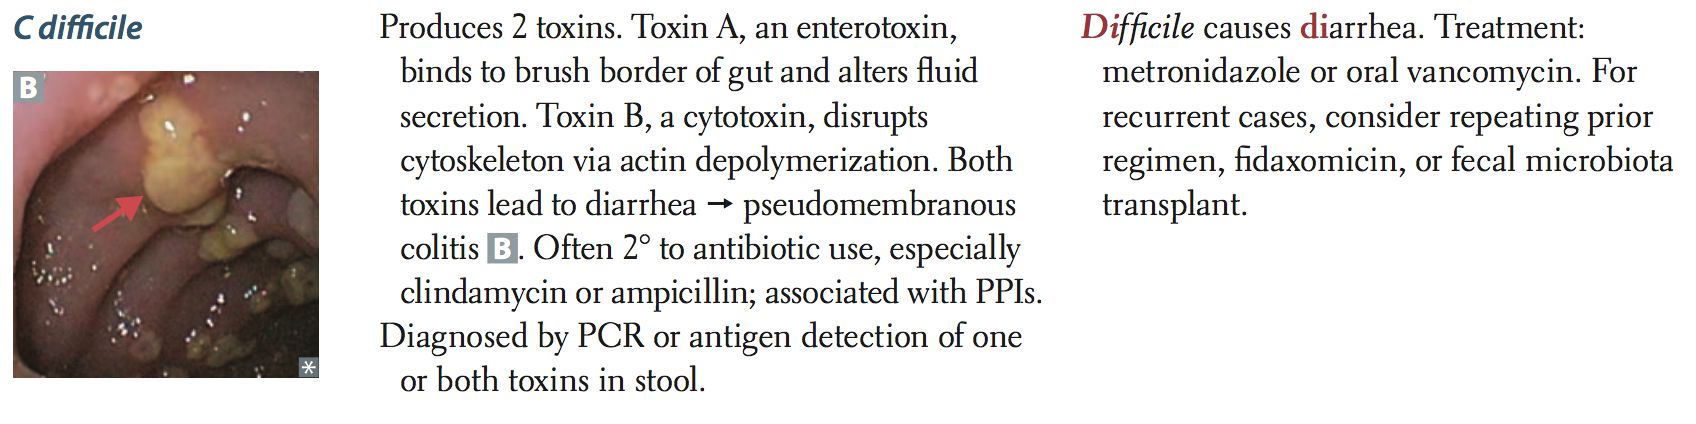 C difficile
B
Produces 2 toxins. Toxin A, an enterotoxin,
binds to brush border of gut and alters fluid
secretion. Toxin B, a cytotoxin, disrupts
cytoskeleton via actin depolymerization. Both
toxins lead to diarrhea → pseudomembranous
colitis B. Often 2° to antibiotic use, especially
clindamycin or ampicillin; associated with PPIs.
Diagnosed by PCR or antigen detection of one
or both toxins in stool.
Difficile causes diarrhea. Treatment:
metronidazole or oral vancomycin. For
recurrent cases, consider repeating prior
regimen, fidaxomicin, or fecal microbiota
transplant.